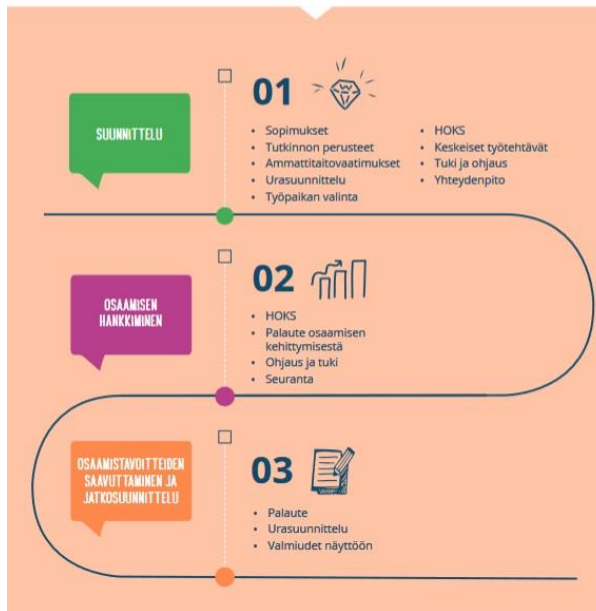 SUUNNITTELU
01
• Sopimukset
• Tutkinnon perusteet
• Ammattitaitovaatimukset
• Urasuunnittelu
• Työpaikan valinta
• HOKS
• Keskeiset työtehtävät
• Tuki ja ohjaus
• Yhteydenpito
OSAAMISEN
HANKKIMINEN
02
• HOKS
• Palaute osaamisen
kehittymisestä
• Ohjaus ja tuki
• Seuranta
OSAAMISTAVOITTEIDEN
SAAVUTTAMINEN JA
JATKOSUUNNITTELU
03
• Palaute
• Urasuunnittelu
• Valmiudet näyttöön